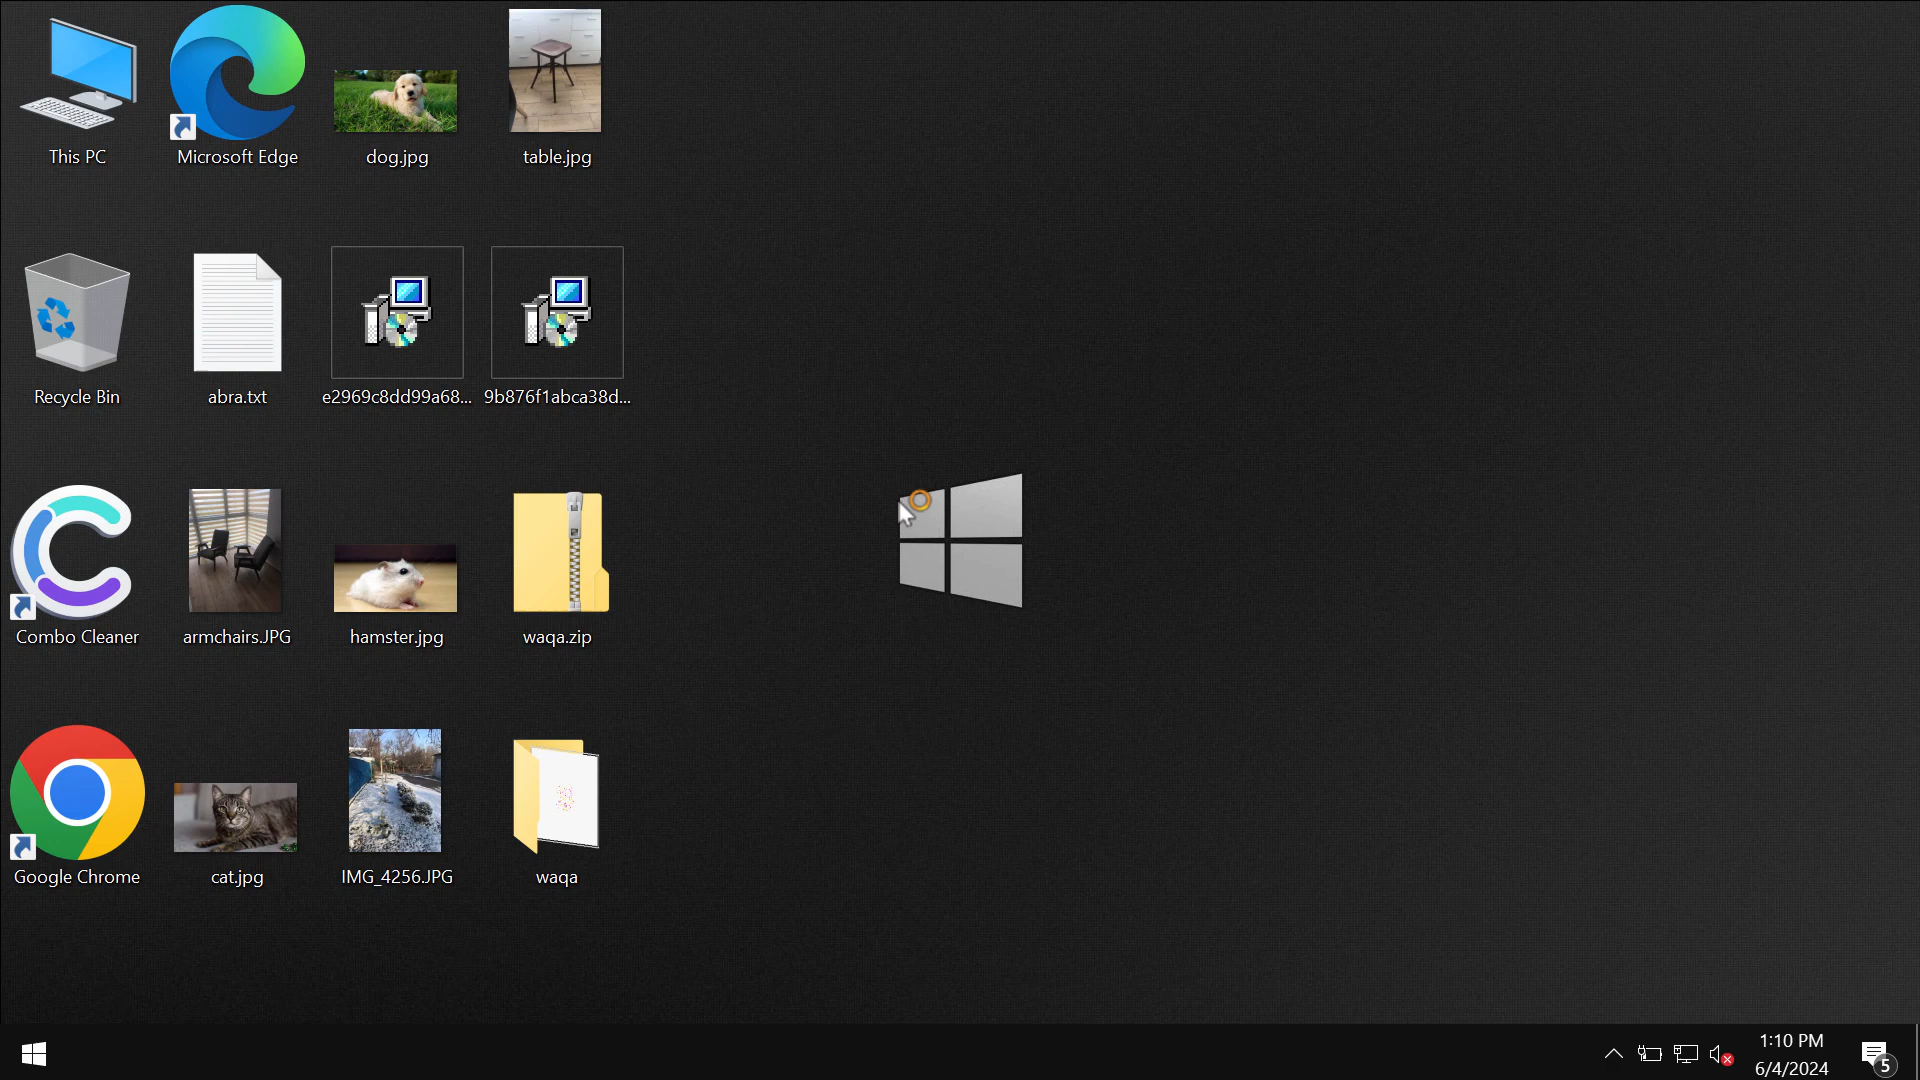 This PC
Microsoft Edge
dog.jpg
table.jpg
Recycle Bin
abra.txt
e2969c8dd99a68...
9b876f1abca38d...
Combo Cleaner
armchairs.JPG
hamster.jpg
waqa.zip
Google Chrome
cat.jpg
IMG_4256.JPG
waqa
1:10 PM
6/4/2024
5